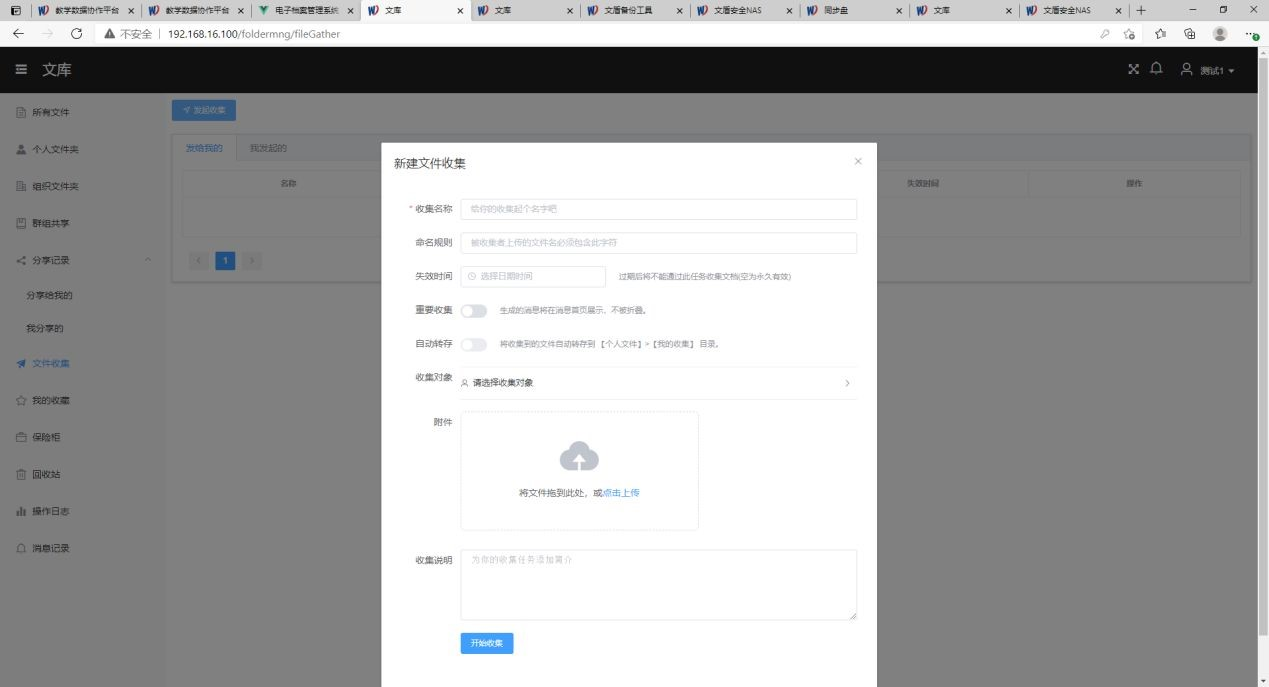 教学数据协作平台
教学数据协作平台
电子档案管理系统
文库
文库
文盾备份工具
文盾安全NAS
同步盘
文库
文盾安全NAS
不安全 192.168.16.100/foldermng/fileGather
文库
测试1
所有文件
个人文件夹
组织文件夹
群组共享
分享记录
分享给我的
我分享的
文件收集
我的收藏
保险柜
回收站
操作日志
消息记录
发起收集
发给我的 我发起的
名称 失效时间 操作
1
新建文件收集
* 收集名称 给你的收集起个名字吧
命名规则 被收集者上传的文件名必须包含此字符
失效时间 选择日期时间 过期后将不能通过此任务收集文档(空为永久有效)
重要收集 生成的消息将在消息首页展示、不被折叠。
自动转存 将收集到的文件自动转存到 【个人文件】>【我的收集】 目录。
收集对象 请选择收集对象
附件
将文件拖到此处，或点击上传
收集说明 为你的收集任务添加简介
开始收集